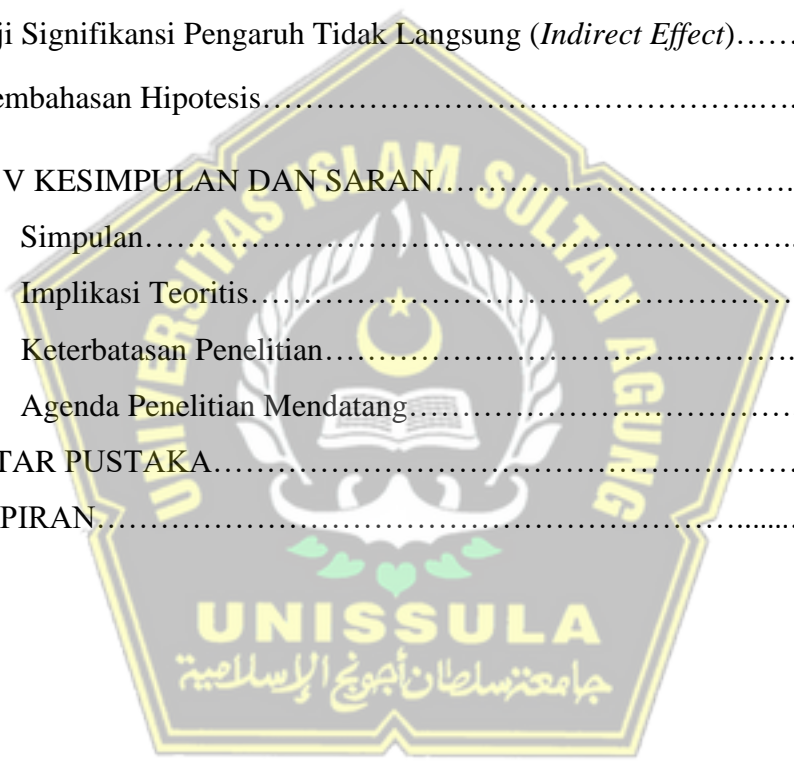 ji Signifikansi Pengaruh Tidak Langsung (Indirect Effect)…….
embahasan Hipotesis……………………………………..…..
V KESIMPULAN DAN SARAN…………………………….
Simpulan…………………………………………………….
Implikasi Teoritis……………………………………………
Keterbatasan Penelitian………………………………..……….
Agenda Penelitian Mendatang………………………………
TAR PUSTAKA…………………………………………………
PIRAN……………………………………………………........
UNIVERSITAS ISLAM SULTAN AGUNG
UNISSULA
جامعة سلطان أجونج الإسلامية